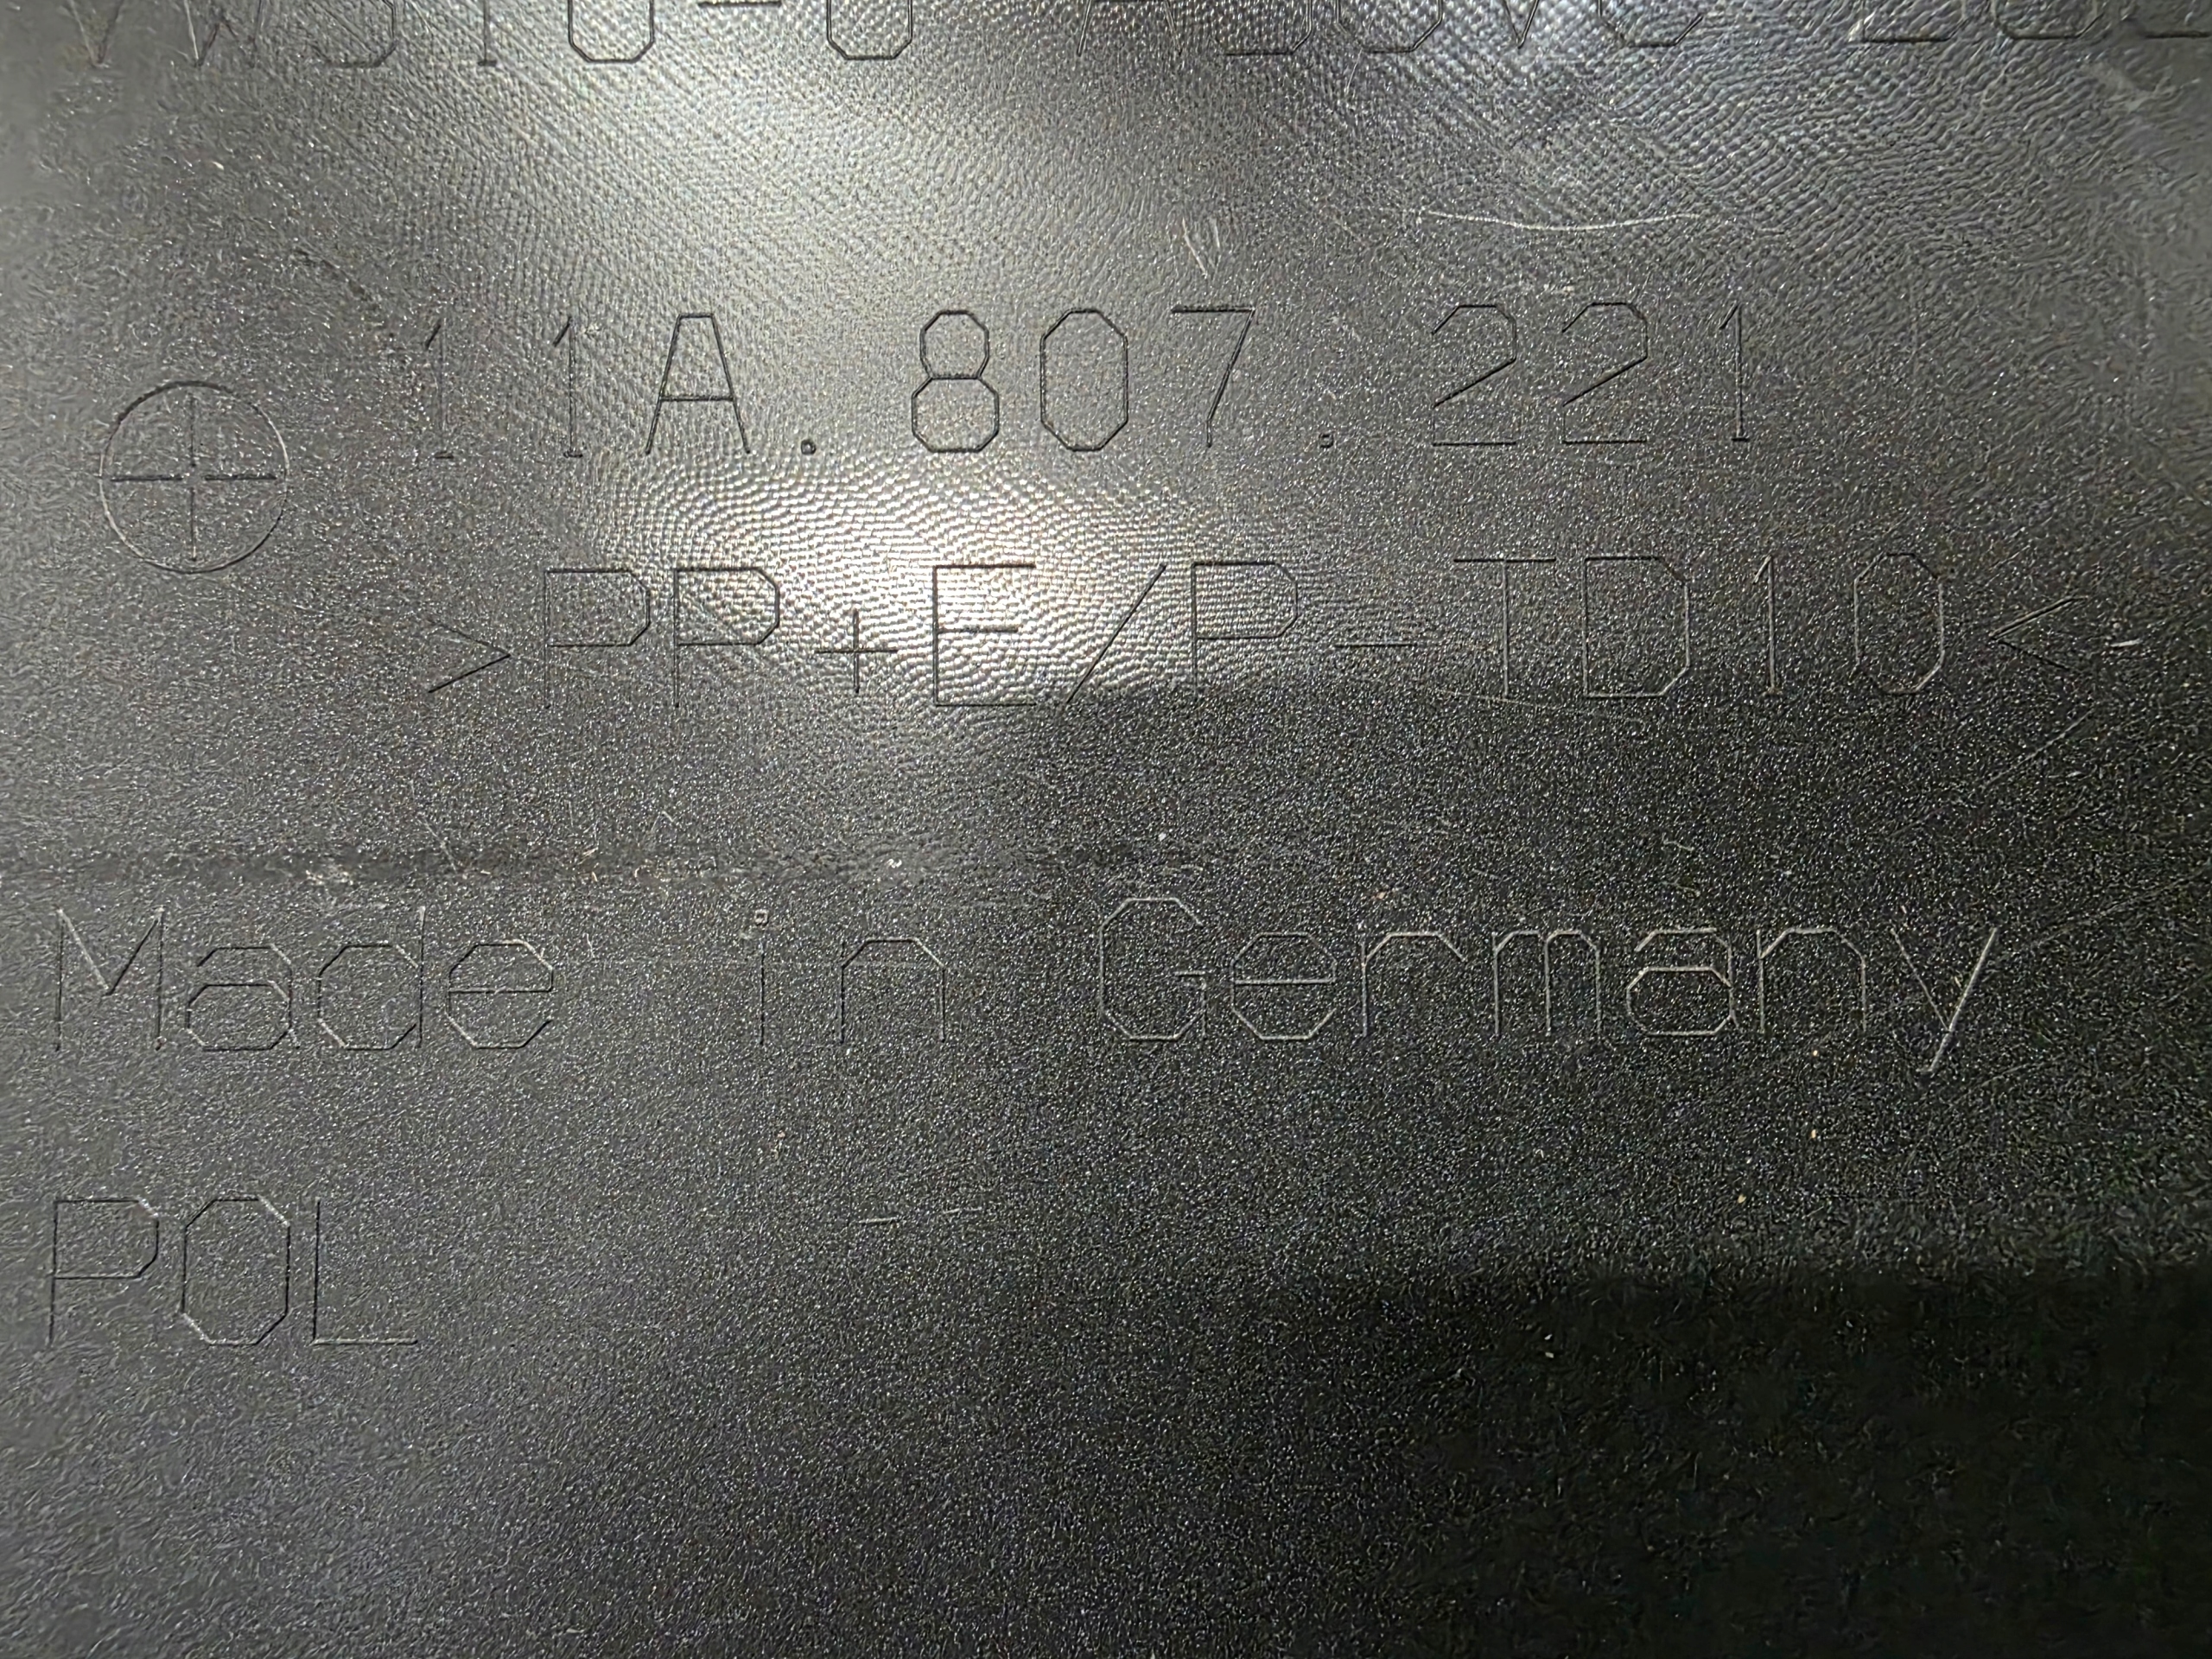 11A.807.221
>PP+E/P-TD10<
Made in Germany
POL